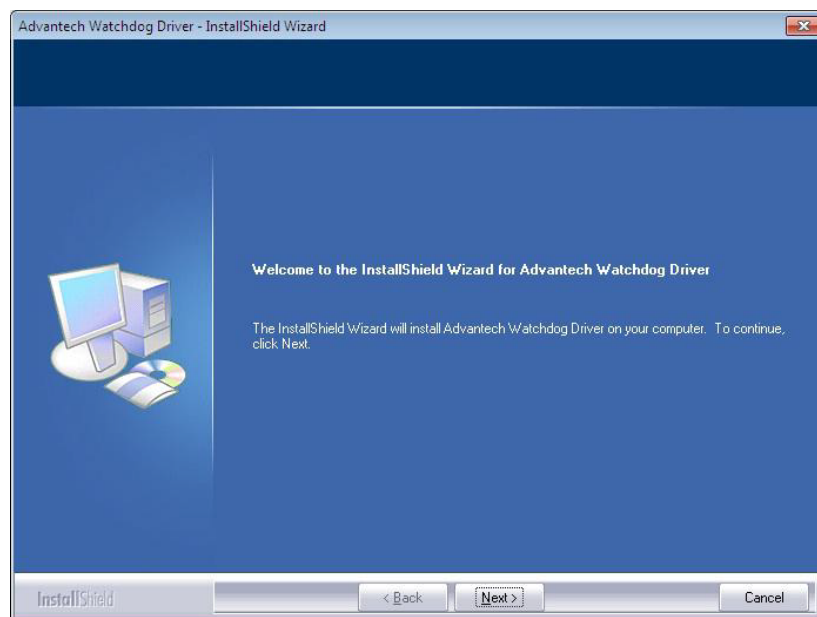 Advantech Watchdog Driver - InstallShield Wizard
Welcome to the InstallShield Wizard for Advantech Watchdog Driver
The InstallShield Wizard will install Advantech Watchdog Driver on your computer. To continue,
click Next.
InstallShield
< Back
Next >
Cancel